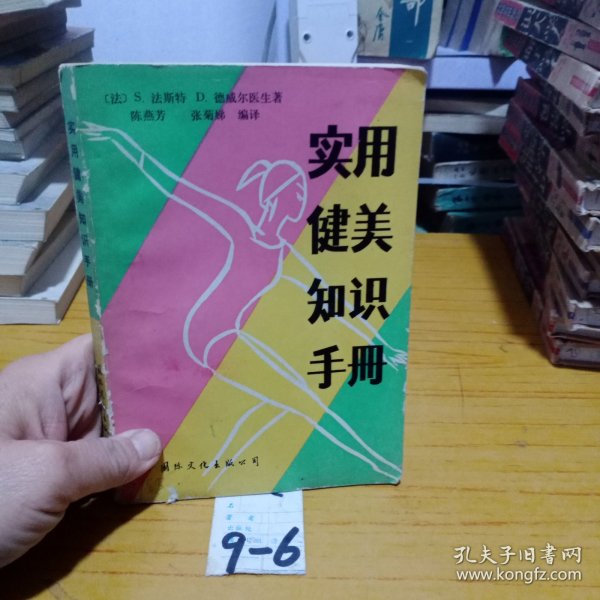 〔法〕S. 法斯特 D. 德威尔医生著
陈燕芳 张菊娣 编译
实用
健美
知识
手册
实用健美知识手册
国际文化出版公司
9-6
孔夫子旧书网
www.kongfz.com